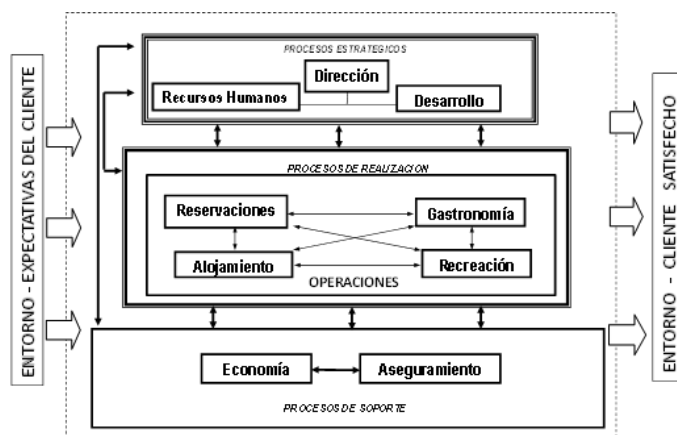 ENTORNO - EXPECTATIVAS DEL CLIENTE
PROCESOS ESTRATEGICOS
Dirección
Recursos Humanos
Desarrollo
PROCESOS DE REALIZACION
Reservaciones
Gastronomía
Alojamiento
Recreación
OPERACIONES
Economía
Aseguramiento
PROCESOS DE SOPORTE
ENTORNO - CLIENTE SATISFECHO